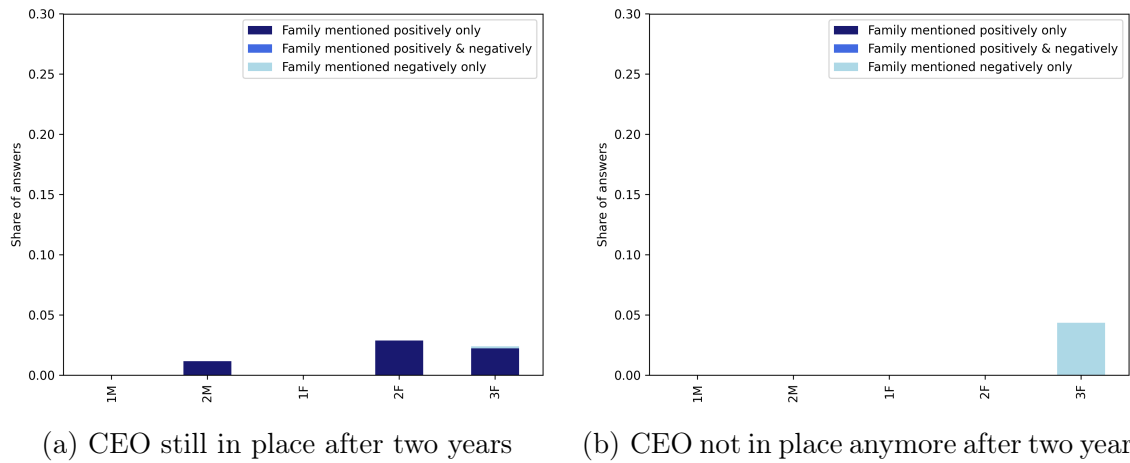 0.30
0.25
0.20
0.15
0.10
0.05
0.00
Share of answers
Family mentioned positively only
Family mentioned positively & negatively
Family mentioned negatively only
1M
2M
1F
2F
3F
(a) CEO still in place after two years
0.30
0.25
0.20
0.15
0.10
0.05
0.00
Share of answers
Family mentioned positively only
Family mentioned positively & negatively
Family mentioned negatively only
1M
2M
1F
2F
3F
(b) CEO not in place anymore after two year